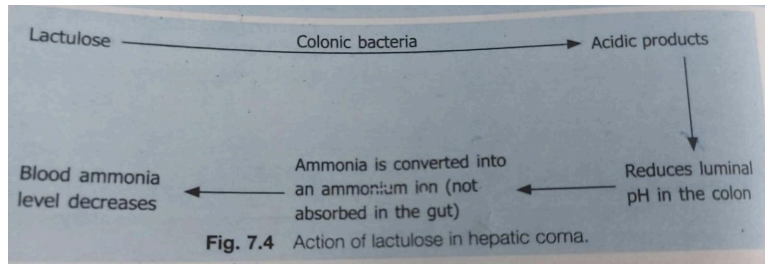 Lactulose
Colonic bacteria
Acidic products
Reduces luminal
pH in the colon
Ammonia is converted into
an ammonium ion (not
absorbed in the gut)
Blood ammonia
level decreases
Fig. 7.4 Action of lactulose in hepatic coma.